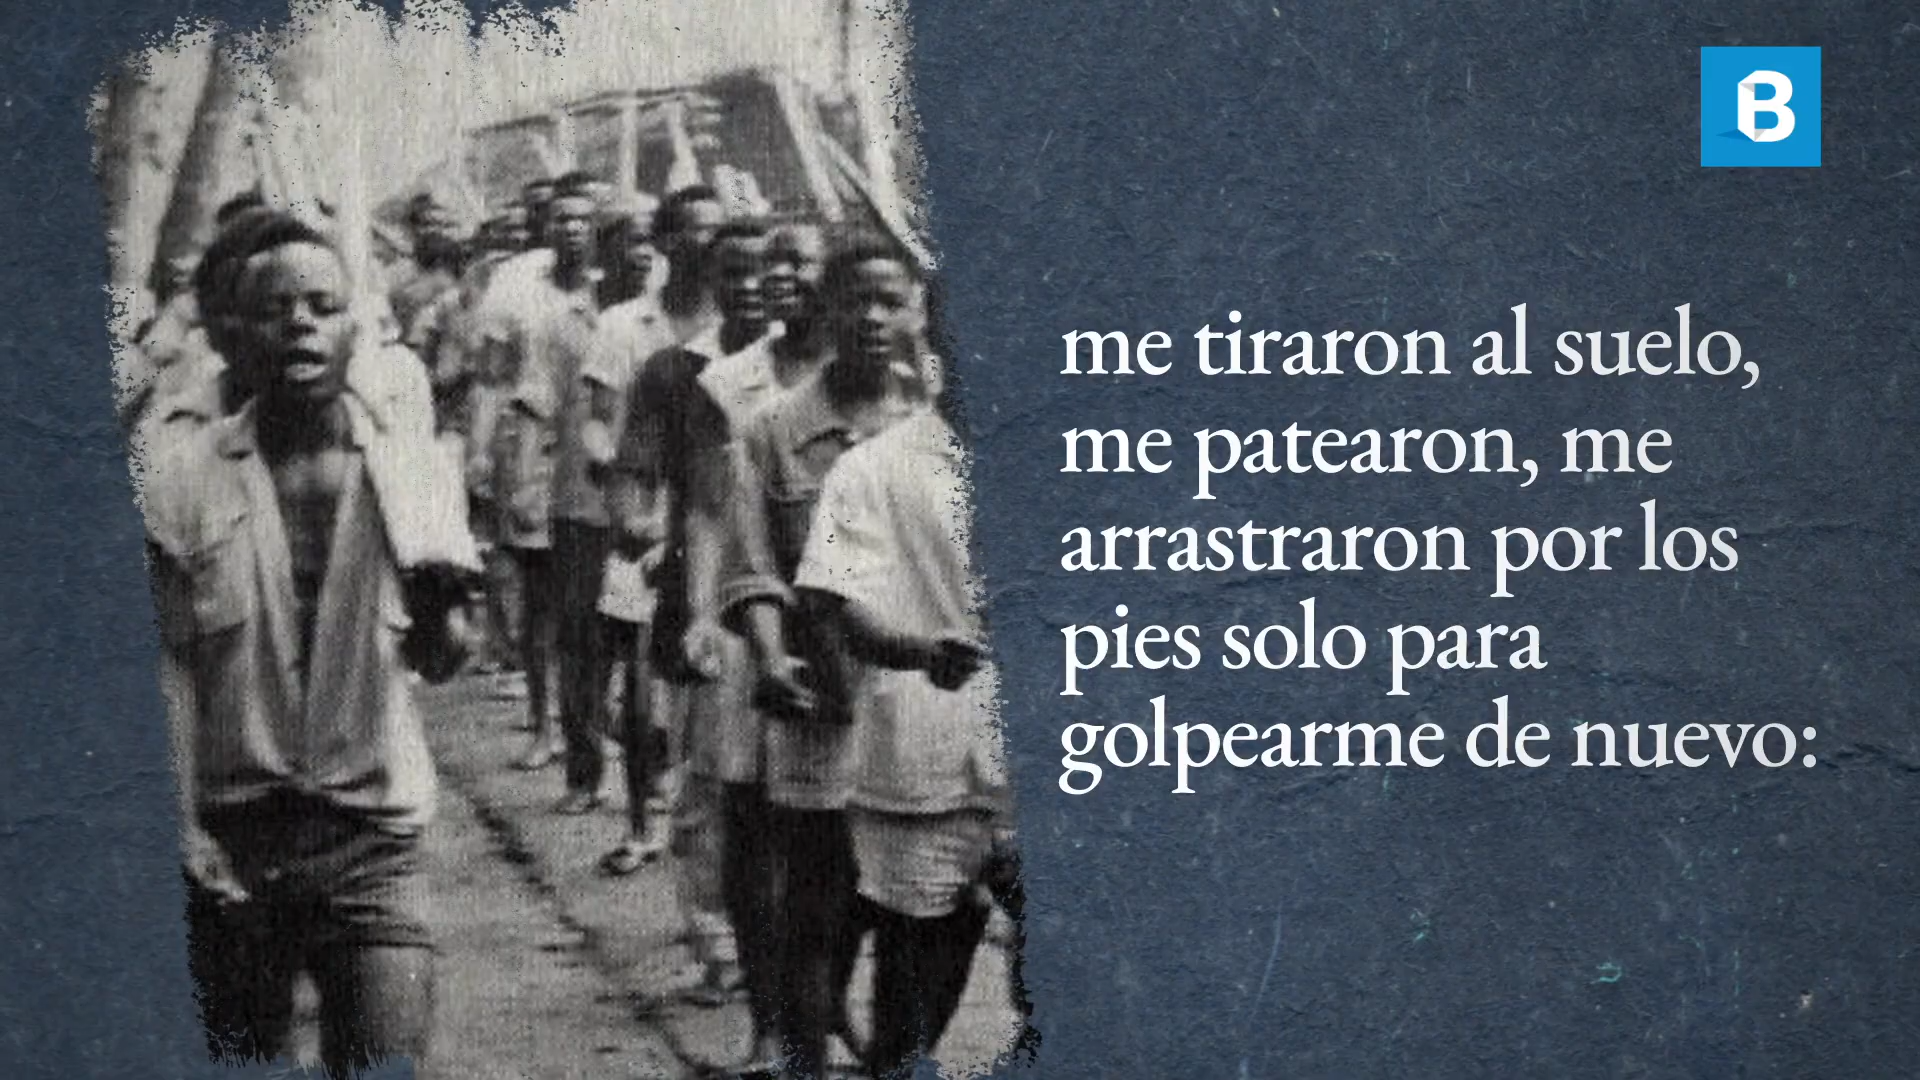 B
me tiraron al suelo,
me patearon, me
arrastraron por los
pies solo para
golpearme de nuevo: